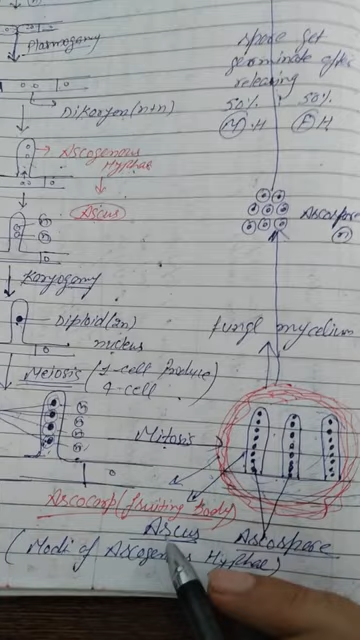 Plasmogamy
Dikaryon (n+n)
Ascogenous
Hyphae
Ascus
n
n
Karyogamy
Diploid (2n)
nucleus
Meiosis (1-cell Produce
4-cell
n
n
n
n
Mitosis
Ascocarp (fruiting Body)
Ascus
Ascospore
(Modi of Ascogenous Hyphae)
spore get
germinate after
releasing
50% : 50%
M.H F.H
Ascospore
n
fungl mycelium